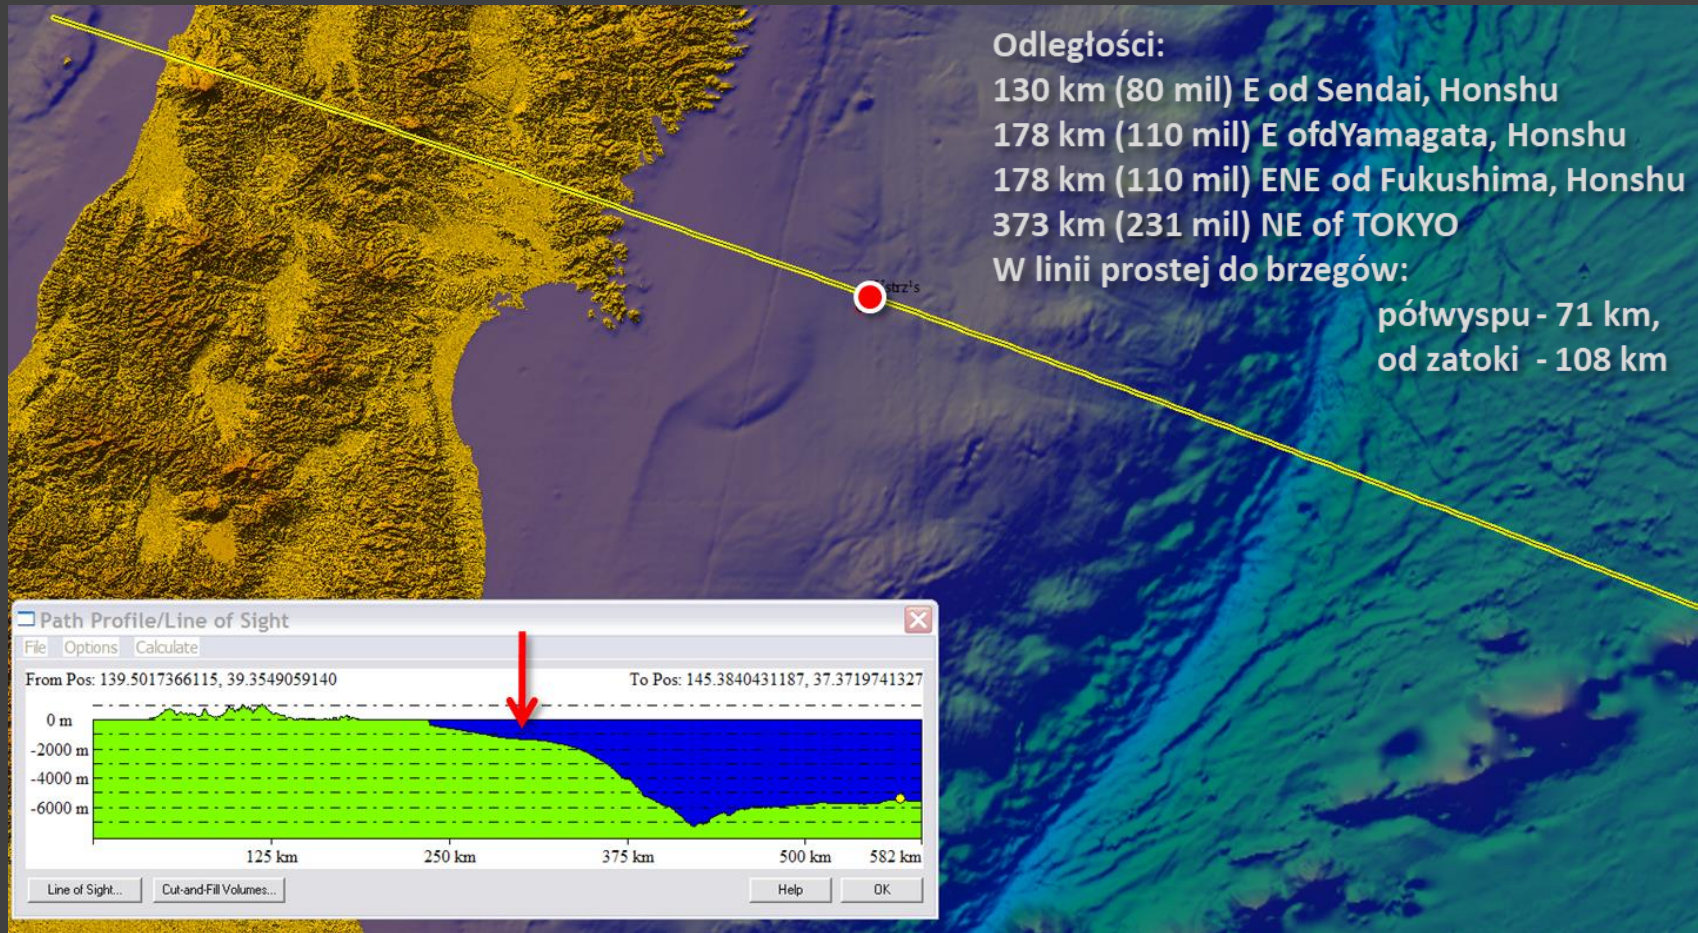 Odległości:
130 km (80 mil) E od Sendai, Honshu
178 km (110 mil) E ofdYamagata, Honshu
178 km (110 mil) ENE od Fukushima, Honshu
373 km (231 mil) NE of TOKYO
W linii prostej do brzegów:
półwyspu - 71 km,
od zatoki - 108 km
strz¹s
Path Profile/Line of Sight
File Options Calculate
From Pos: 139.5017366115, 39.3549059140 To Pos: 145.3840431187, 37.3719741327
0 m
-2000 m
-4000 m
-6000 m
125 km 250 km 375 km 500 km 582 km
Line of Sight... Cut-and-Fill Volumes... Help OK